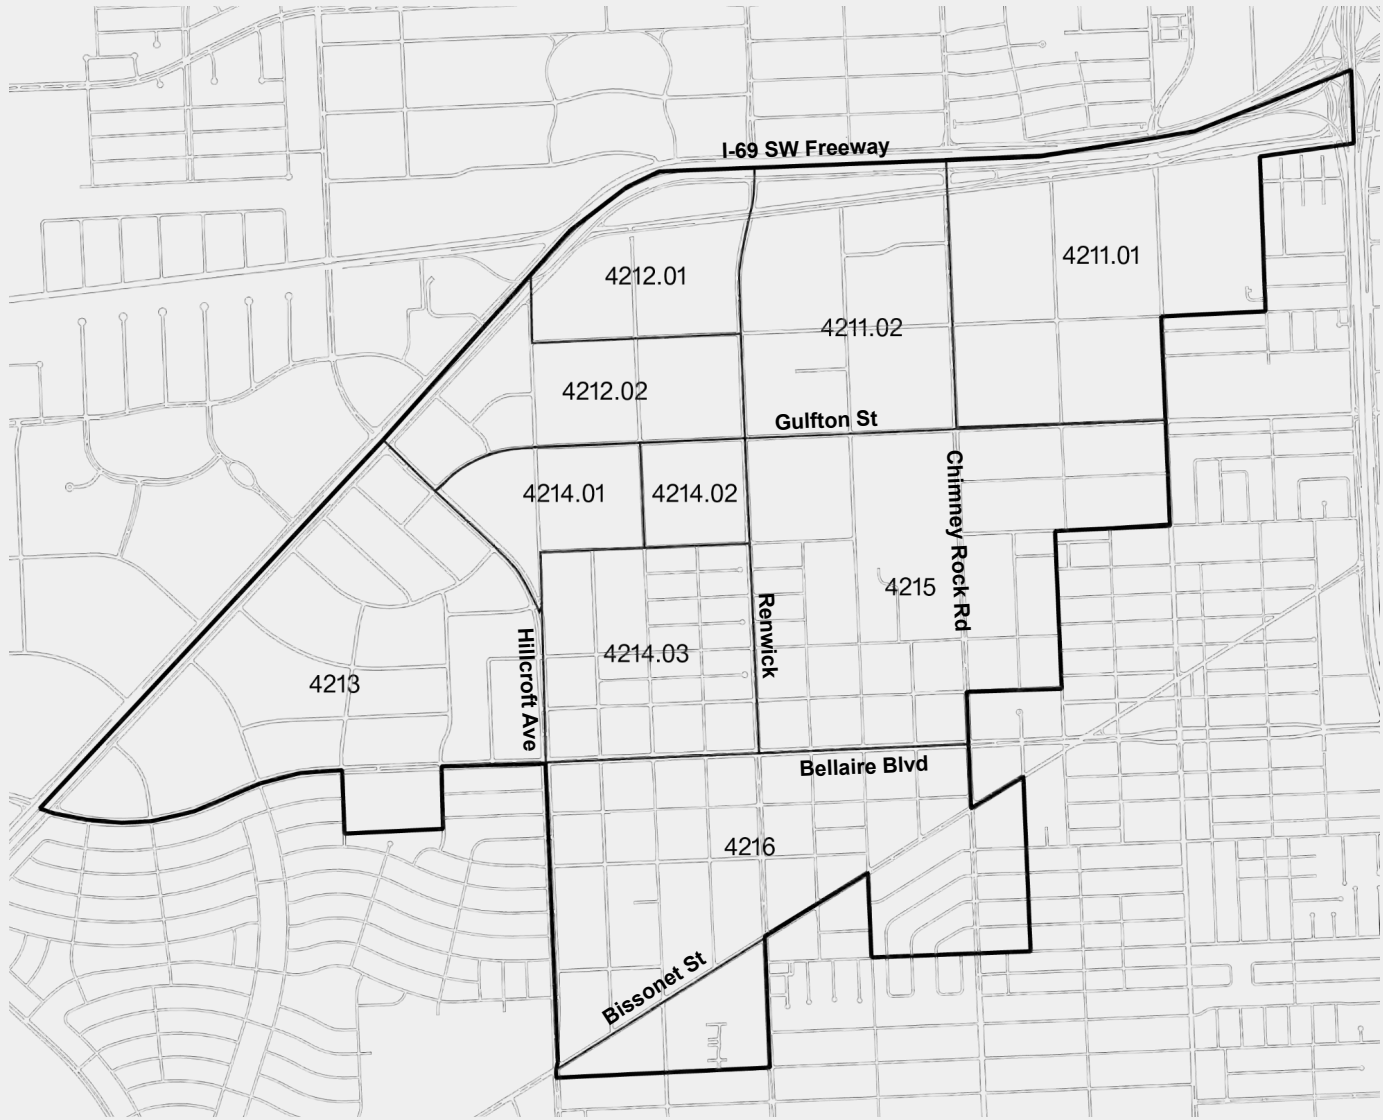 I-69 SW Freeway
4211.01
4212.01
4211.02
4212.02
Gulfton St
4214.01
4214.02
Chimney Rock Rd
4215
Renwick
Hillcroft Ave
4214.03
4213
Bellaire Blvd
4216
Bissonet St